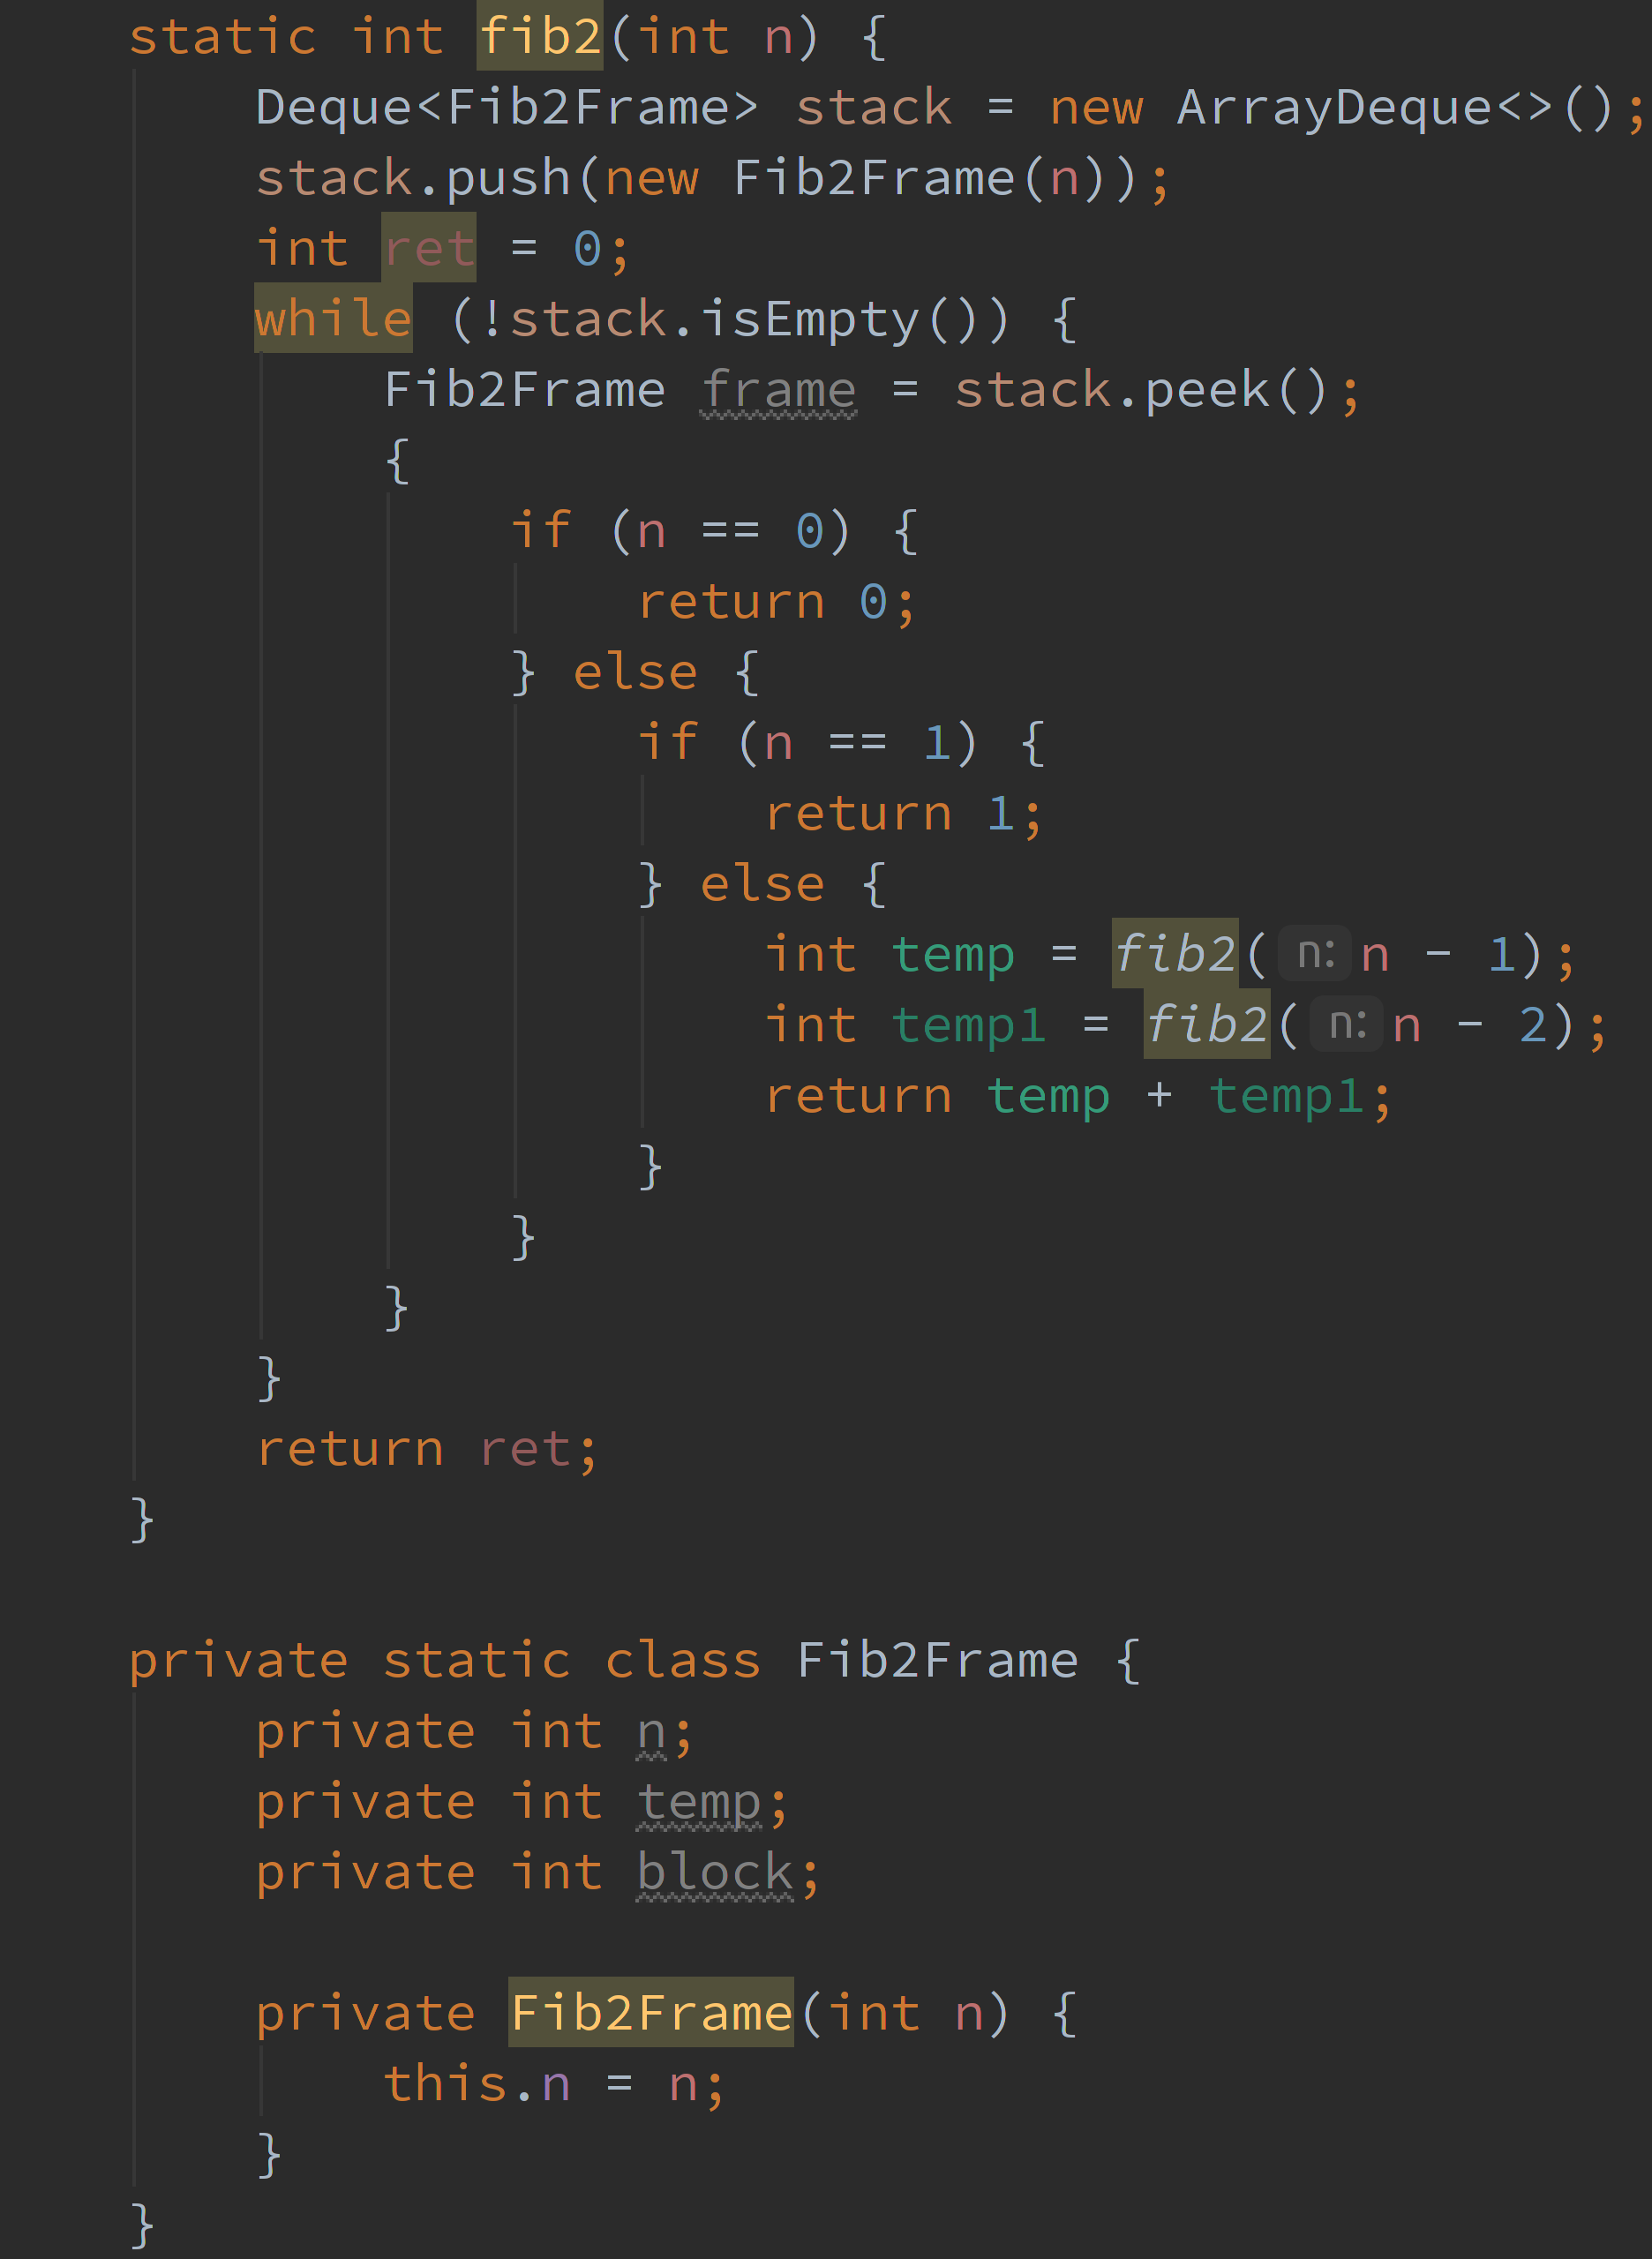 static int fib2(int n) {
    Deque<Fib2Frame> stack = new ArrayDeque<>();
    stack.push(new Fib2Frame(n));
    int ret = 0;
    while (!stack.isEmpty()) {
        Fib2Frame frame = stack.peek();
        {
            if (n == 0) {
                return 0;
            } else {
                if (n == 1) {
                    return 1;
                } else {
                    int temp = fib2( n: n - 1);
                    int temp1 = fib2( n: n - 2);
                    return temp + temp1;
                }
            }
        }
    }
    return ret;
}

private static class Fib2Frame {
    private int n;
    private int temp;
    private int block;

    private Fib2Frame(int n) {
        this.n = n;
    }
}